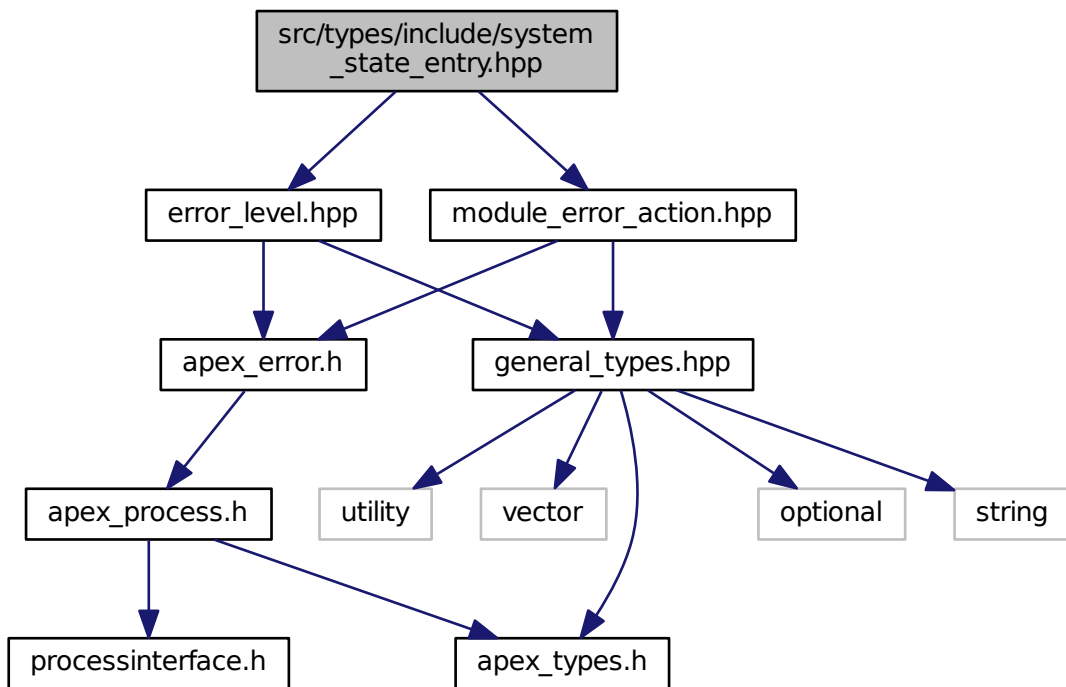 src/types/include/system
_state_entry.hpp
error_level.hpp
module_error_action.hpp
apex_error.h
general_types.hpp
apex_process.h
utility
vector
optional
string
processinterface.h
apex_types.h